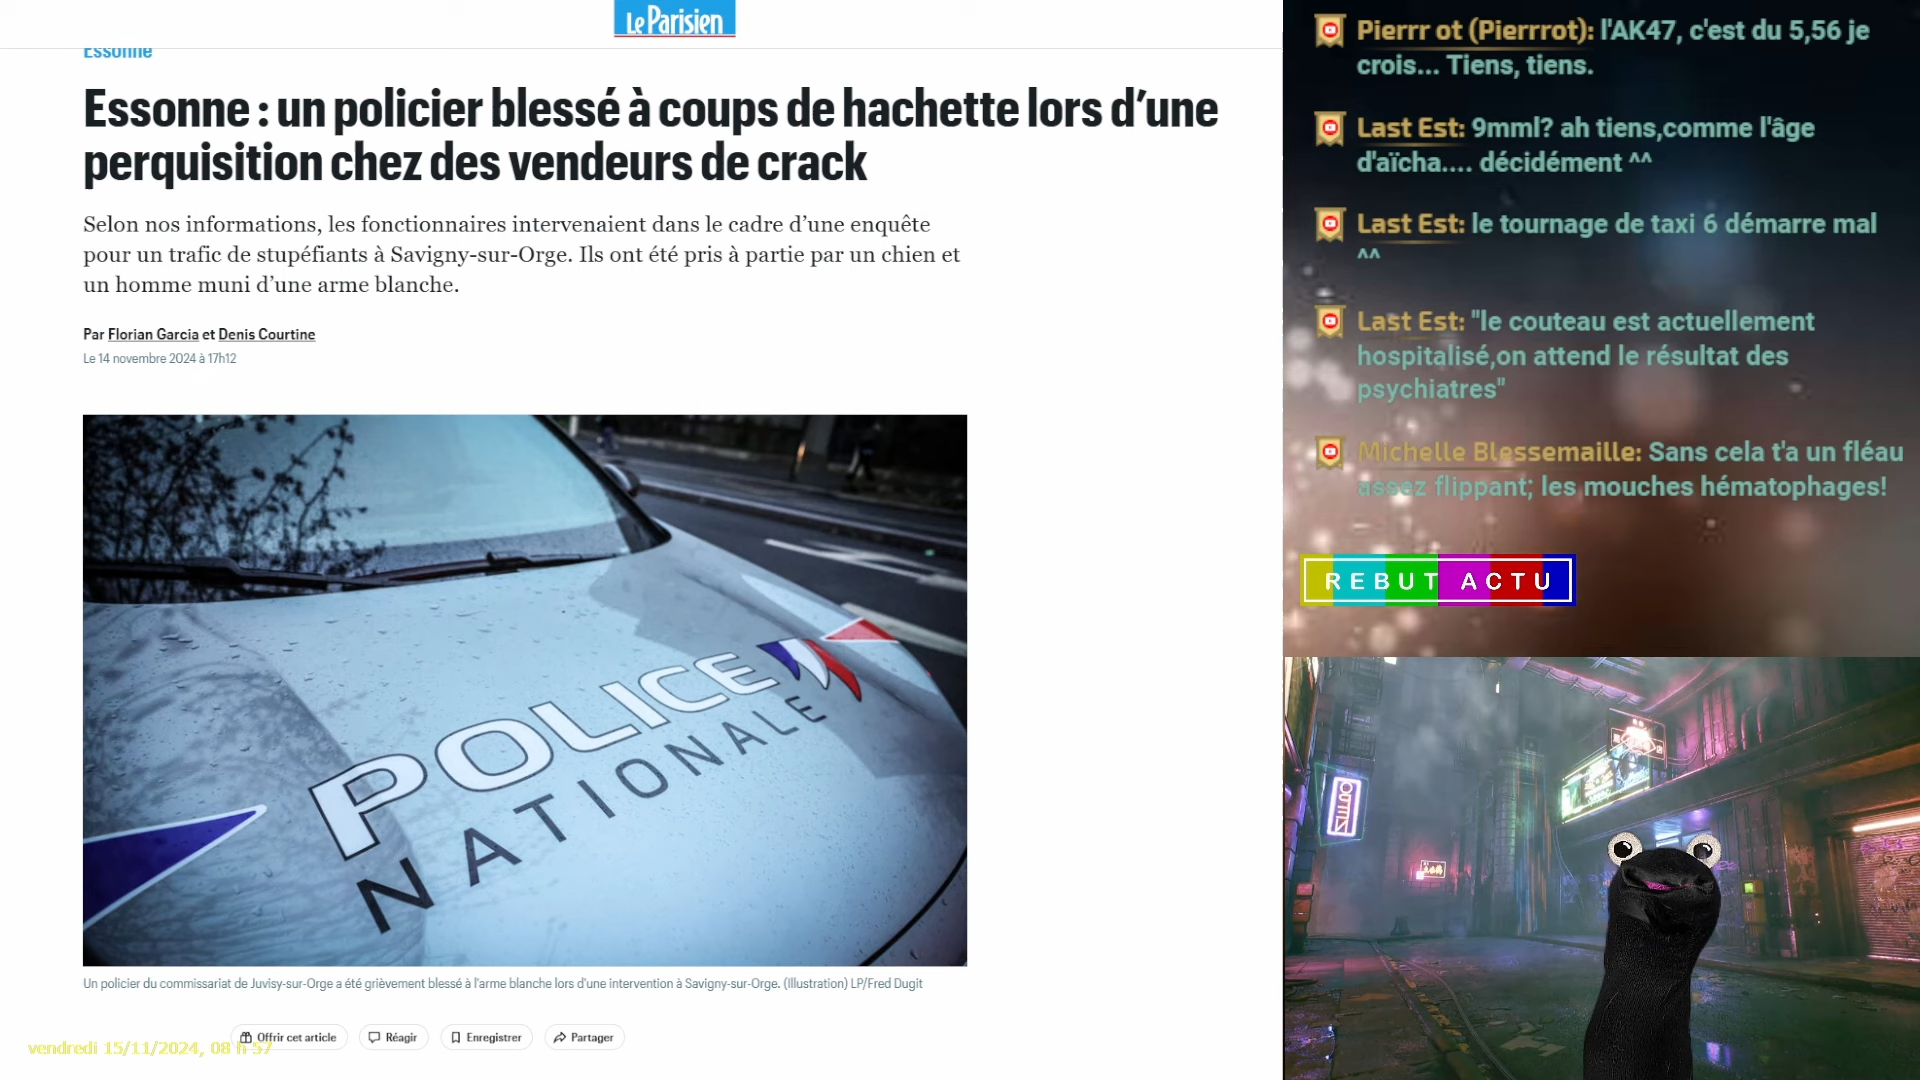 Le Parisien
Essonne
Essonne : un policier blessé à coups de hachette lors d’une
perquisition chez des vendeurs de crack
Selon nos informations, les fonctionnaires intervenaient dans le cadre d’une enquête
pour un trafic de stupéfiants à Savigny-sur-Orge. Ils ont été pris à partie par un chien et
un homme muni d’une arme blanche.
Par Florian Garcia et Denis Courtine
Le 14 novembre 2024 à 17h12
POLICE
NATIONALE
Un policier du commissariat de Juvisy-sur-Orge a été grièvement blessé à l'arme blanche lors d'une intervention à Savigny-sur-Orge. (Illustration) LP/Fred Dugit
Offrir cet article
Réagir
Enregistrer
Partager
vendredi 15/11/2024, 08 h 57
Pierrr ot (Pierrrot): l'AK47, c'est du 5,56 je
crois... Tiens, tiens.
Last Est: 9mml? ah tiens,comme l'âge
d'aïcha.... décidément ^^
Last Est: le tournage de taxi 6 démarre mal
^^
Last Est: "le couteau est actuellement
hospitalisé,on attend le résultat des
psychiatres"
Michelle Blessemaille: Sans cela t'a un fléau
assez flippant; les mouches hématophages!
REBUT ACTU